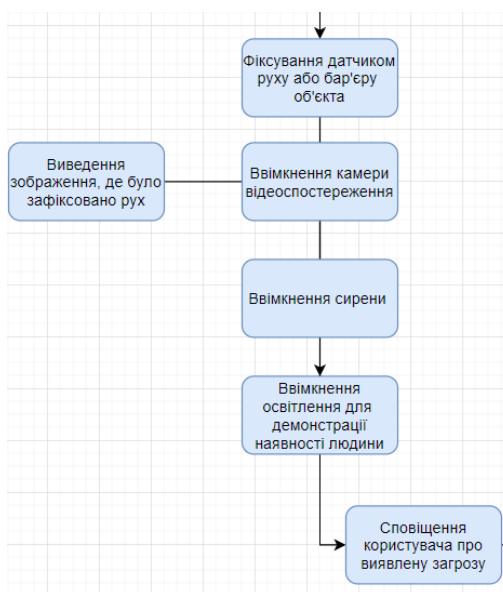 Фіксування датчиком
руху або бар'єру
об'єкта
Виведення
зображення, де було
зафіксовано рух
Ввімкнення камери
відеоспостереження
Ввімкнення сирени
Ввімкнення
освітлення для
демонстрації
наявності людини
Сповіщення
користувача про
виявлену загрозу